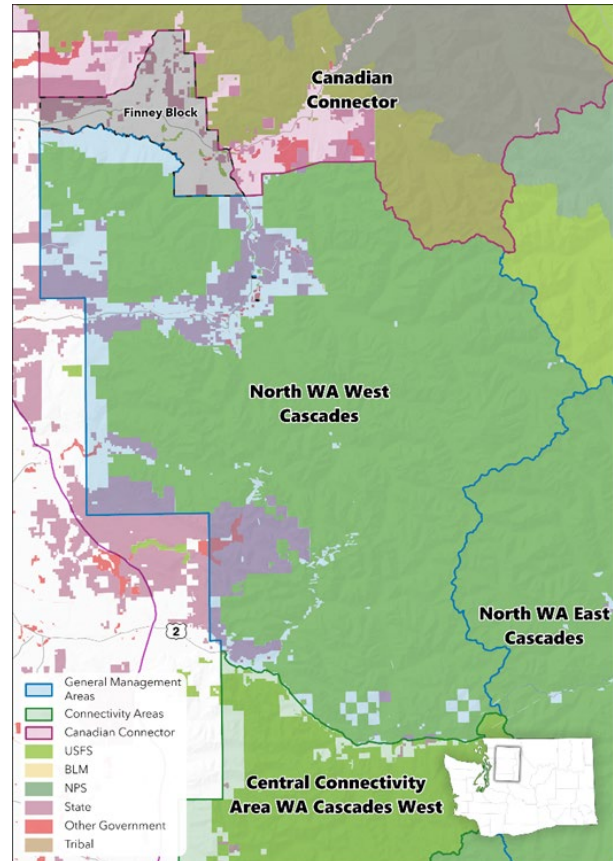 Canadian
Connector
Finney Block
North WA West
Cascades
North WA East
Cascades
2
General Management
Areas
Connectivity Areas
Canadian Connector
USFS
BLM
NPS
State
Other Government
Tribal
Central Connectivity
Area WA Cascades West